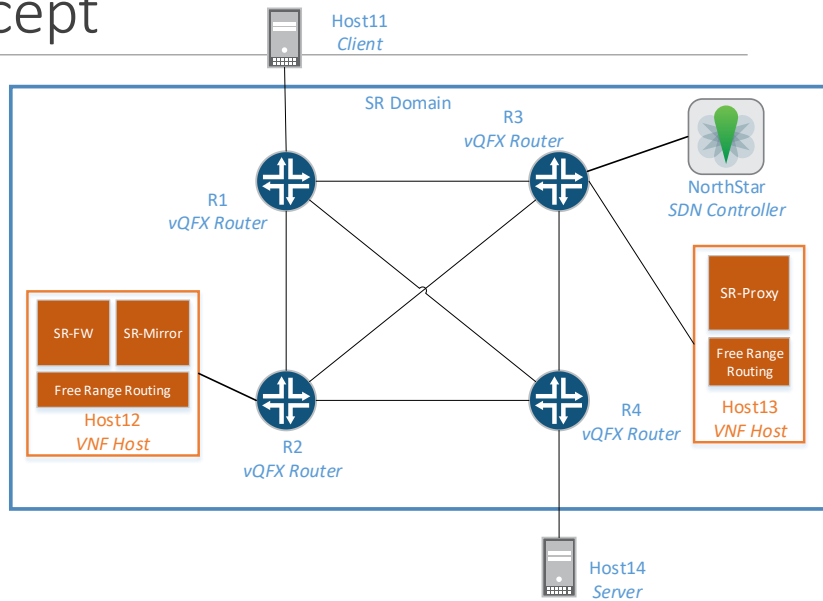 cept
Host11
Client
SR Domain
R3
vQFX Router
R1
vQFX Router
NorthStar
SDN Controller
SR-FW
SR-Mirror
Free Range Routing
Host12
VNF Host
SR-Proxy
Free Range
Routing
Host13
VNF Host
R2
vQFX Router
R4
vQFX Router
Host14
Server